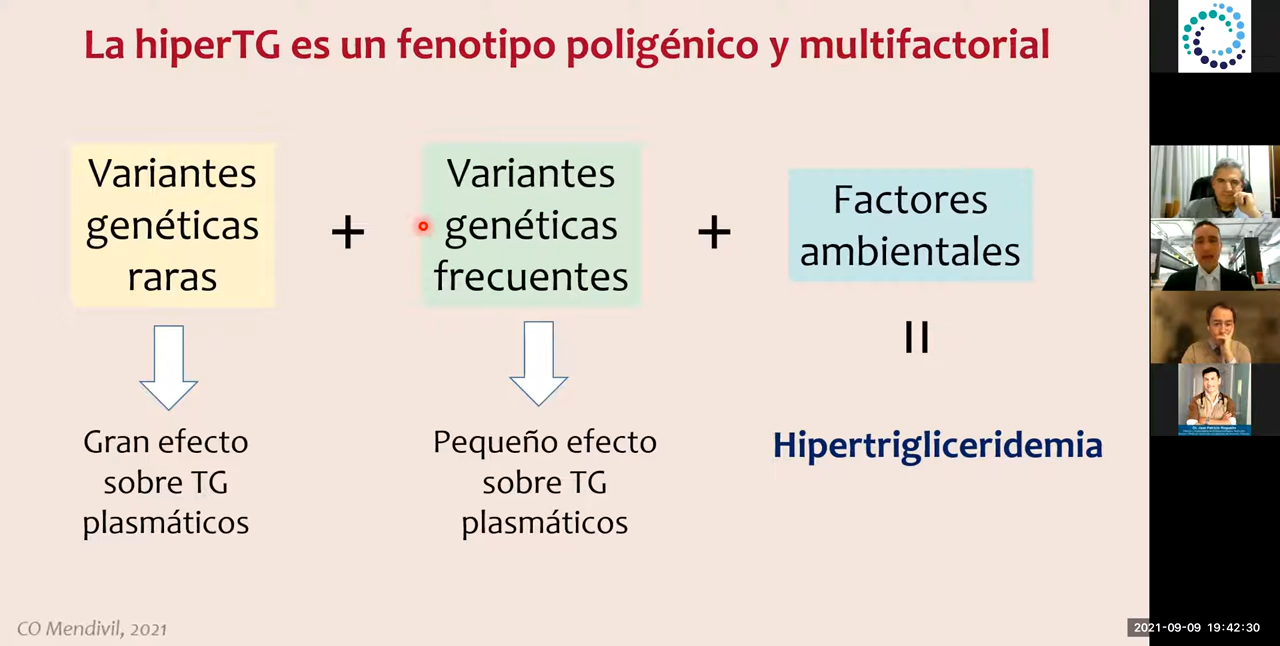 La hiperTG es un fenotipo poligénico y multifactorial
Variantes
genéticas
raras
+
Variantes
genéticas
frecuentes
+
Factores
ambientales
=
Gran efecto
sobre TG
plasmáticos
Pequeño efecto
sobre TG
plasmáticos
Hipertrigliceridemia
CO Mendivil, 2021
2021-09-09 19:42:30